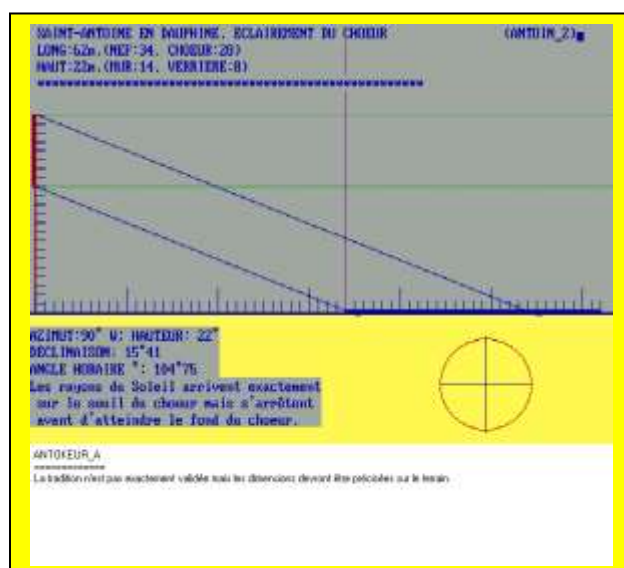 SAINT-ANTOINE EN DAUPHINE. ECLAIREMENT DU CHOEUR (ANTOIN_2)
LONG:62m.(NEF:34, CHOEUR:28)
HAUT:22m.(MUR:14, VERRIERE:8)
AZIMUT:90° W; HAUTEUR: 22°
DECLINAISON: 15°41
ANGLE HORAIRE °: 104°75
Les rayons du Soleil arrivent exactement
sur le seuil du choeur mais s'arrêtent
avant d'atteindre le fond du choeur.
ANTOKEUR_A
La tradition n'est pas exactement validée mais les dimensions devront être précisées sur le terrain.